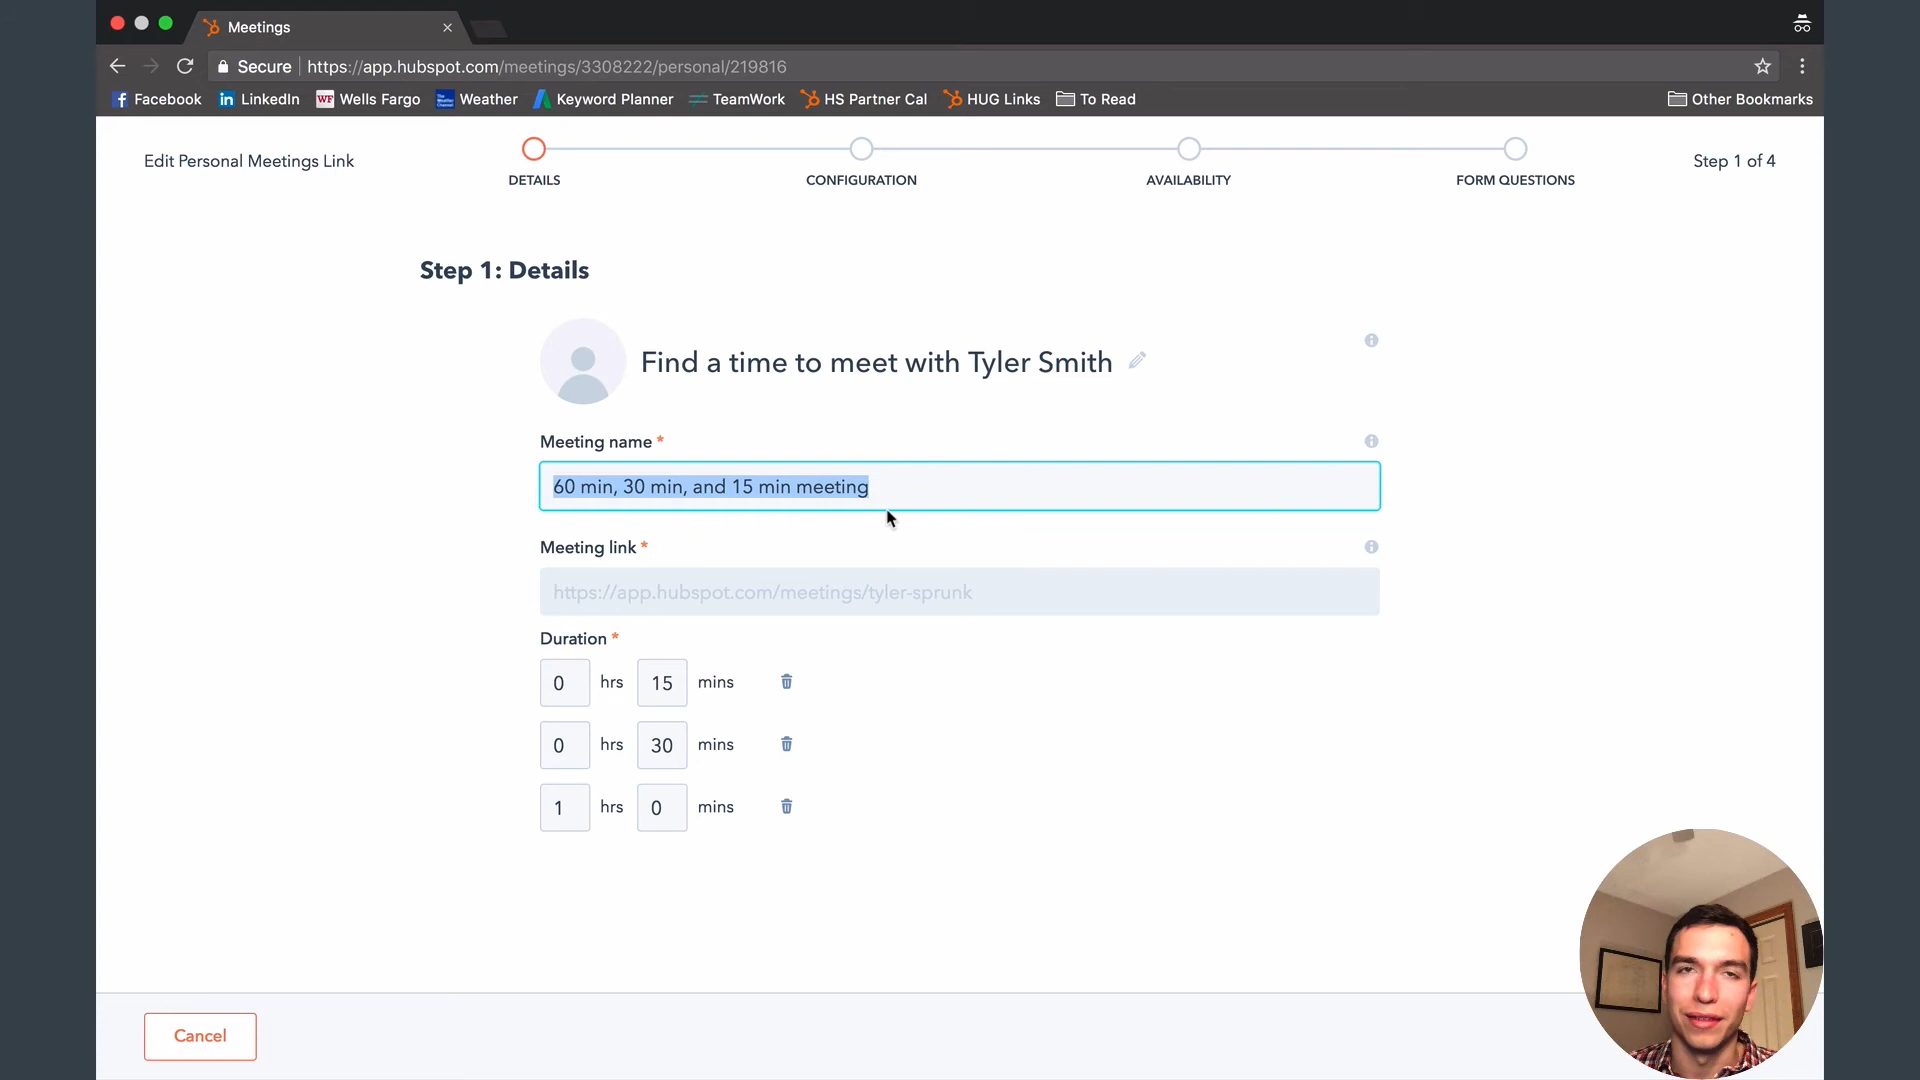 Meetings
Secure https://app.hubspot.com/meetings/3308222/personal/219816
Facebook LinkedIn WF Wells Fargo Weather Keyword Planner TeamWork HS Partner Cal HUG Links To Read Other Bookmarks
Edit Personal Meetings Link
DETAILS CONFIGURATION AVAILABILITY FORM QUESTIONS
Step 1 of 4
Step 1: Details
Find a time to meet with Tyler Smith
Meeting name *
60 min, 30 min, and 15 min meeting
Meeting link *
https://app.hubspot.com/meetings/tyler-sprunk
Duration *
0 hrs 15 mins
0 hrs 30 mins
1 hrs 0 mins
Cancel